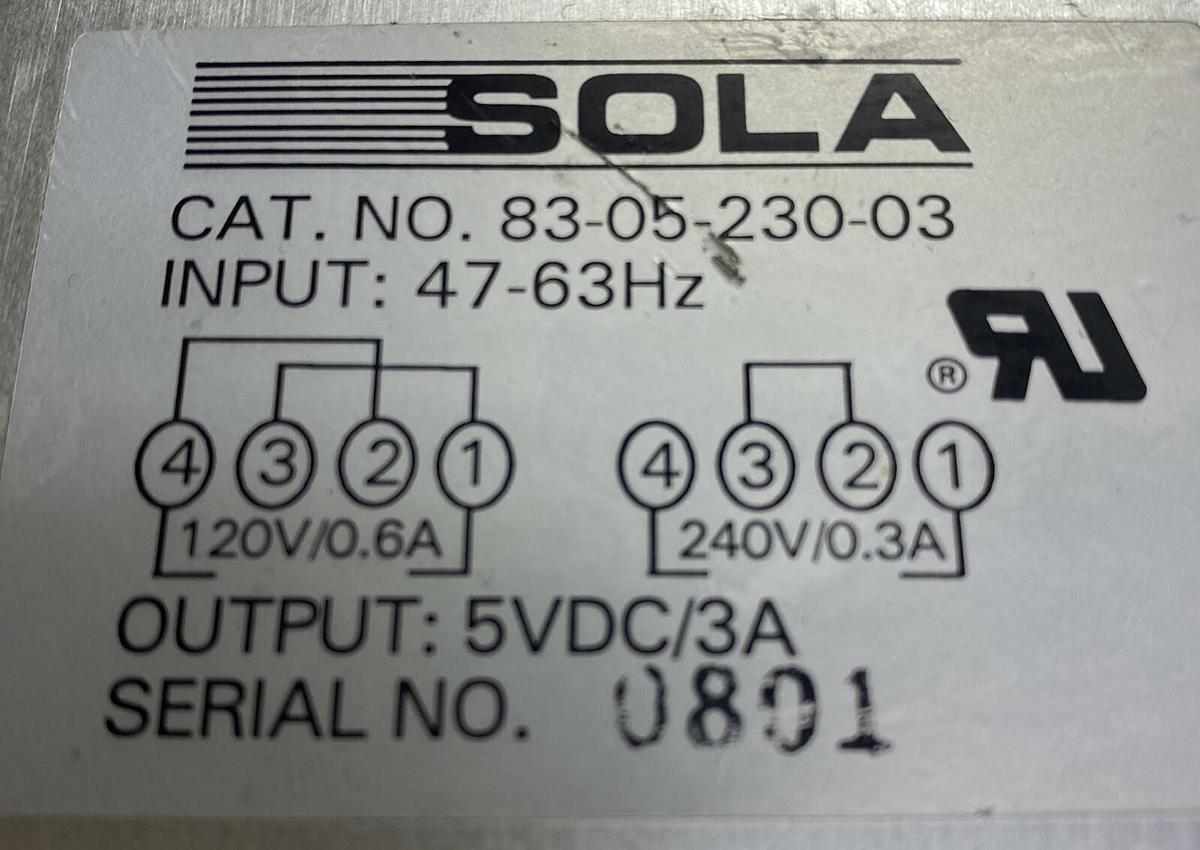 SOLA
CAT. NO. 83-05-230-03
INPUT: 47-63Hz
® RU
4 3 2 1 4 3 2 1
120V/0.6A 240V/0.3A
OUTPUT: 5VDC/3A
SERIAL NO. 0801